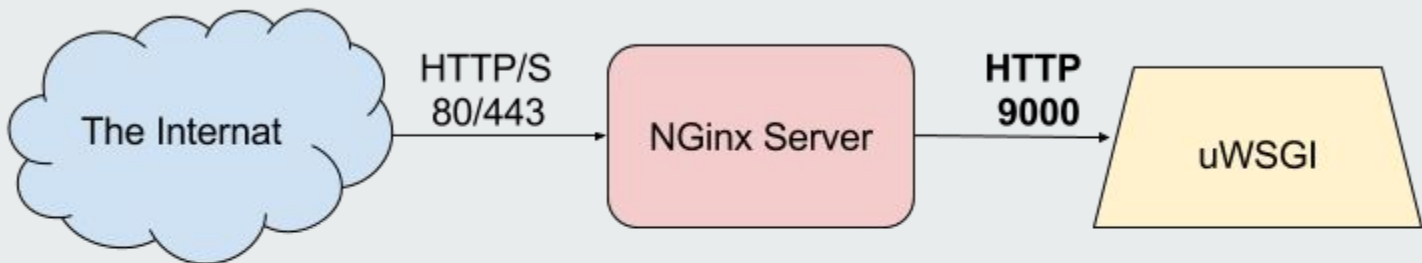 The Internat
HTTP/S
80/443
NGinx Server
HTTP
9000
uWSGI